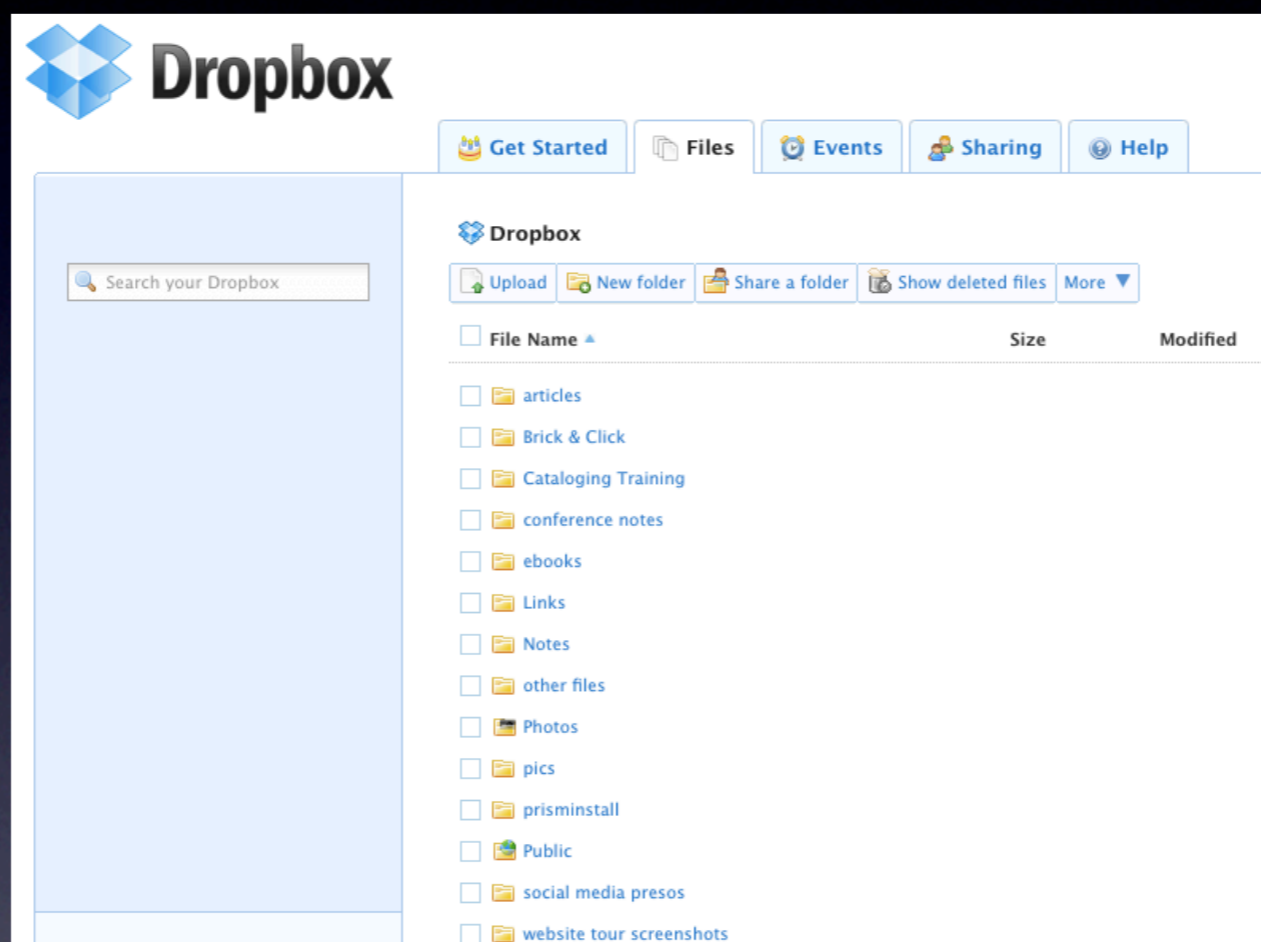 Dropbox
Get Started Files Events Sharing Help
Dropbox
Search your Dropbox
Upload New folder Share a folder Show deleted files More
File Name Size Modified
articles
Brick & Click
Cataloging Training
conference notes
ebooks
Links
Notes
other files
Photos
pics
prisminstall
Public
social media presos
website tour screenshots